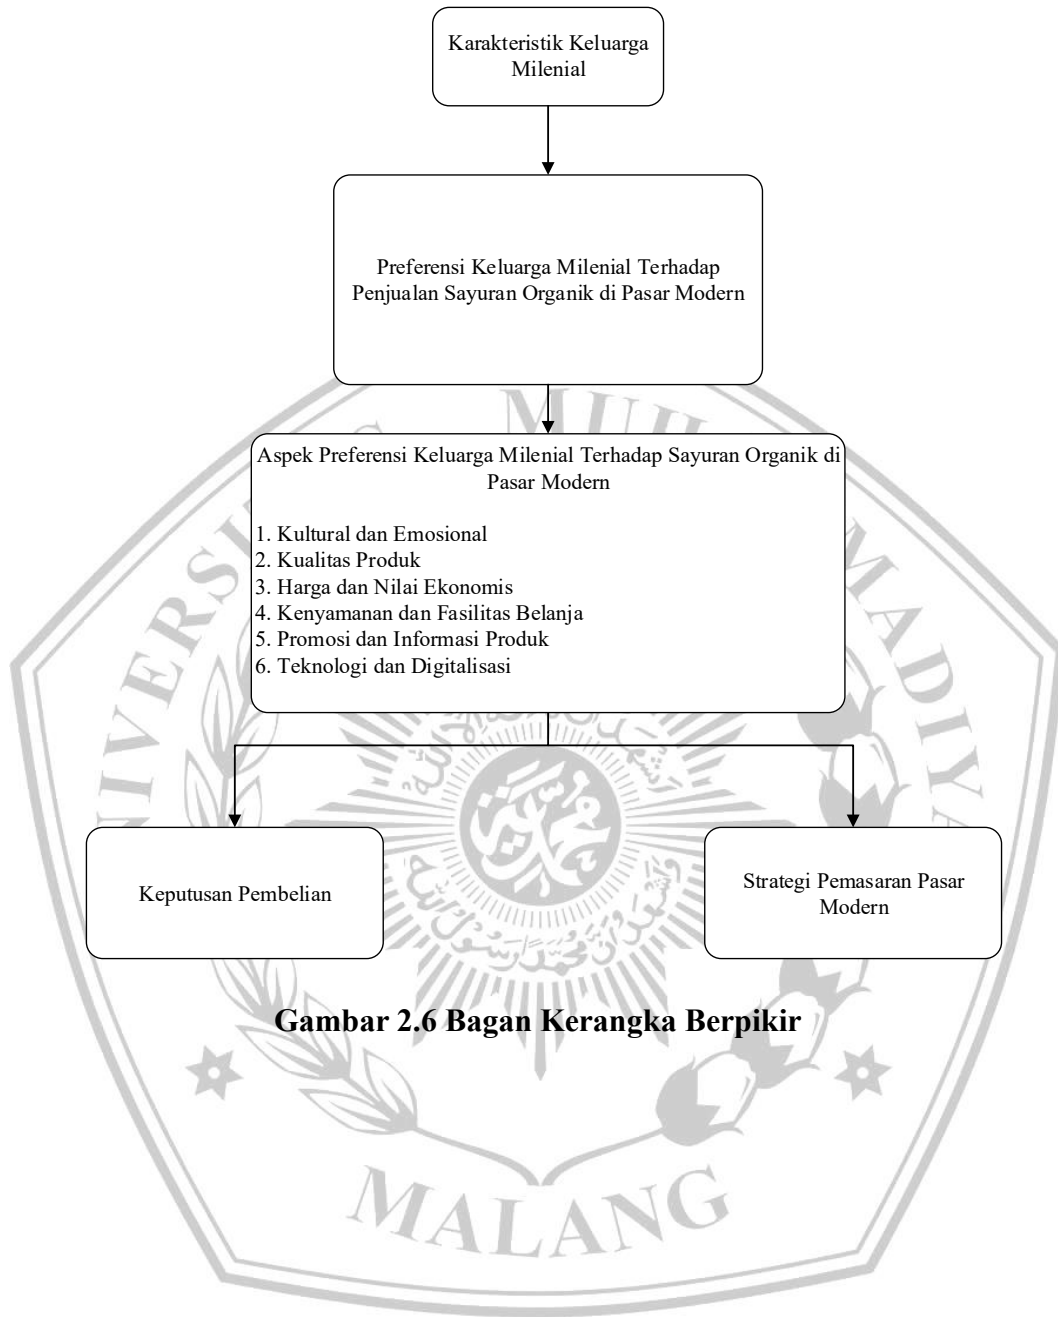 Karakteristik Keluarga
Milenial
Preferensi Keluarga Milenial Terhadap
Penjualan Sayuran Organik di Pasar Modern
Aspek Preferensi Keluarga Milenial Terhadap Sayuran Organik di
Pasar Modern
1. Kultural dan Emosional
2. Kualitas Produk
3. Harga dan Nilai Ekonomis
4. Kenyamanan dan Fasilitas Belanja
5. Promosi dan Informasi Produk
6. Teknologi dan Digitalisasi
Keputusan Pembelian
Strategi Pemasaran Pasar
Modern
Gambar 2.6 Bagan Kerangka Berpikir
MALANG